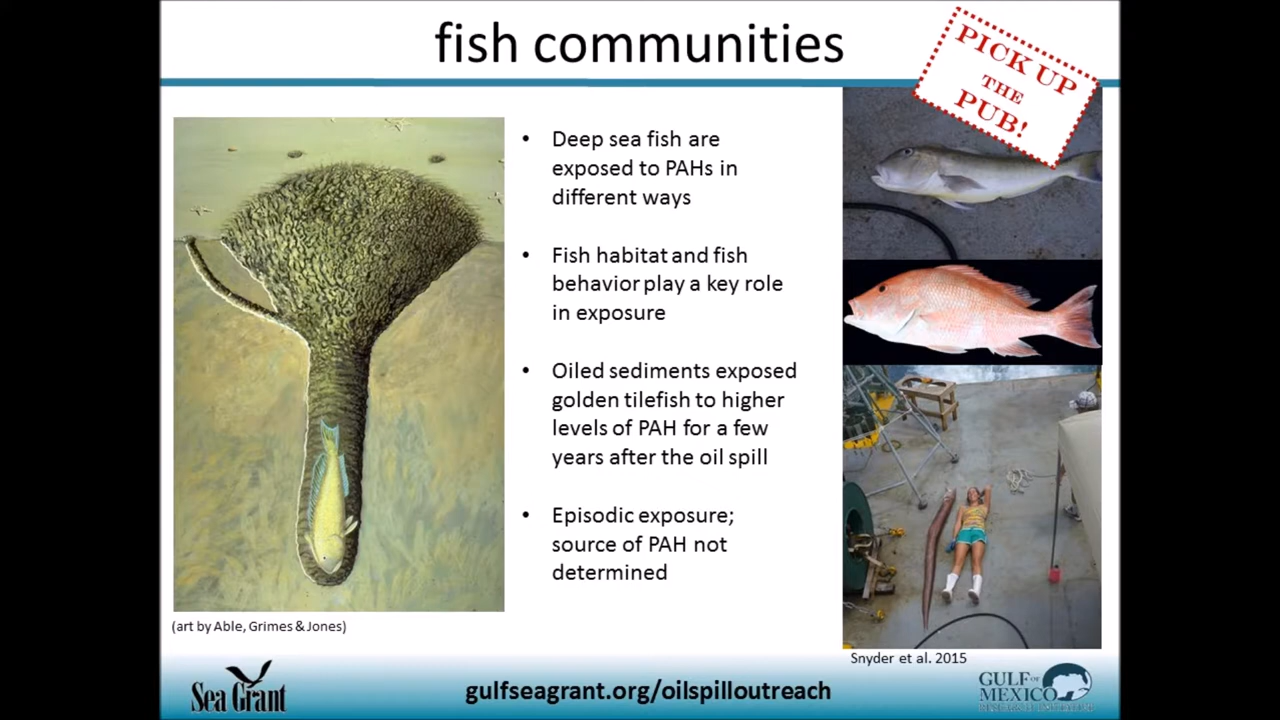 fish communities
PICK UP
THE
PUB!
• Deep sea fish are
exposed to PAHs in
different ways
• Fish habitat and fish
behavior play a key role
in exposure
• Oiled sediments exposed
golden tilefish to higher
levels of PAH for a few
years after the oil spill
• Episodic exposure;
source of PAH not
determined
(art by Able, Grimes & Jones)
Snyder et al. 2015
Sea Grant
gulfseagrant.org/oilspilloutreach
GULF OF
MEXICO
RESEARCH INITIATIVE